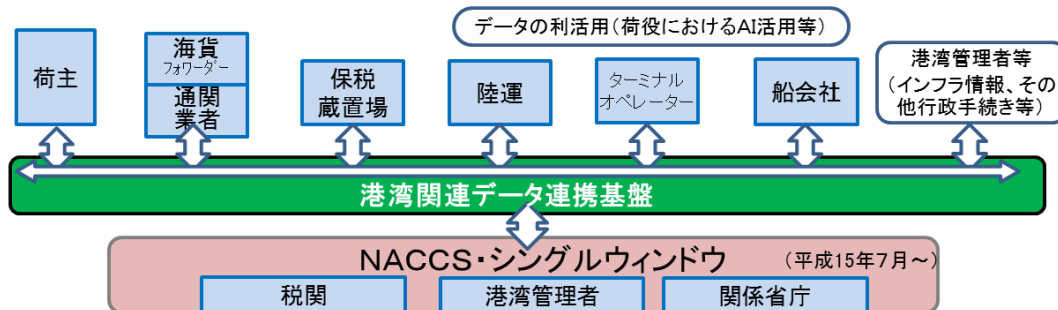 データの利活用（荷役におけるAI活用等）
荷主
海貨
フォワーダー
通関
業者
保税
蔵置場
陸運
ターミナル
オペレーター
船会社
港湾管理者等
（インフラ情報、その
他行政手続き等）
港湾関連データ連携基盤
NACCS・シングルウィンドウ
（平成15年7月～）
税関
港湾管理者
関係省庁